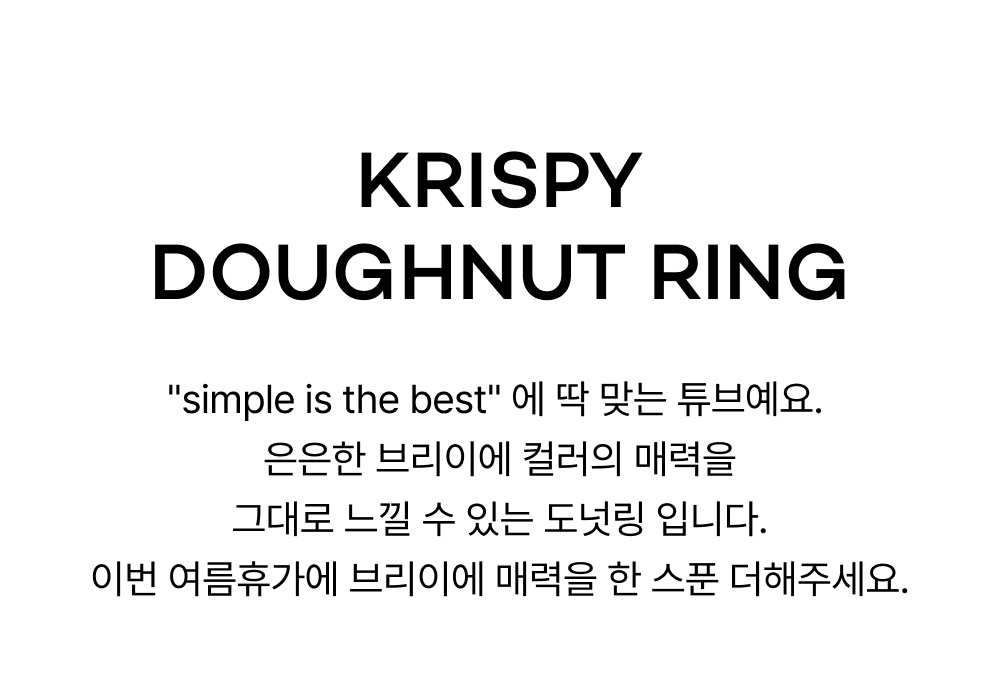 KRISPY
DOUGHNUT RING
"simple is the best" 에 딱 맞는 튜브예요.
은은한 브리이에 컬러의 매력을
그대로 느낄 수 있는 도넛링 입니다.
이번 여름휴가에 브리이에 매력을 한 스푼 더해주세요.